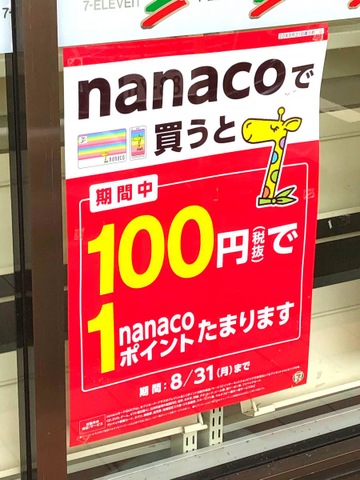 7-ELEVEN
nanacoで
nanaco
買うと
期間中
100円(税抜)で
1nanacoポイントたまります
期間:8/31(月)まで